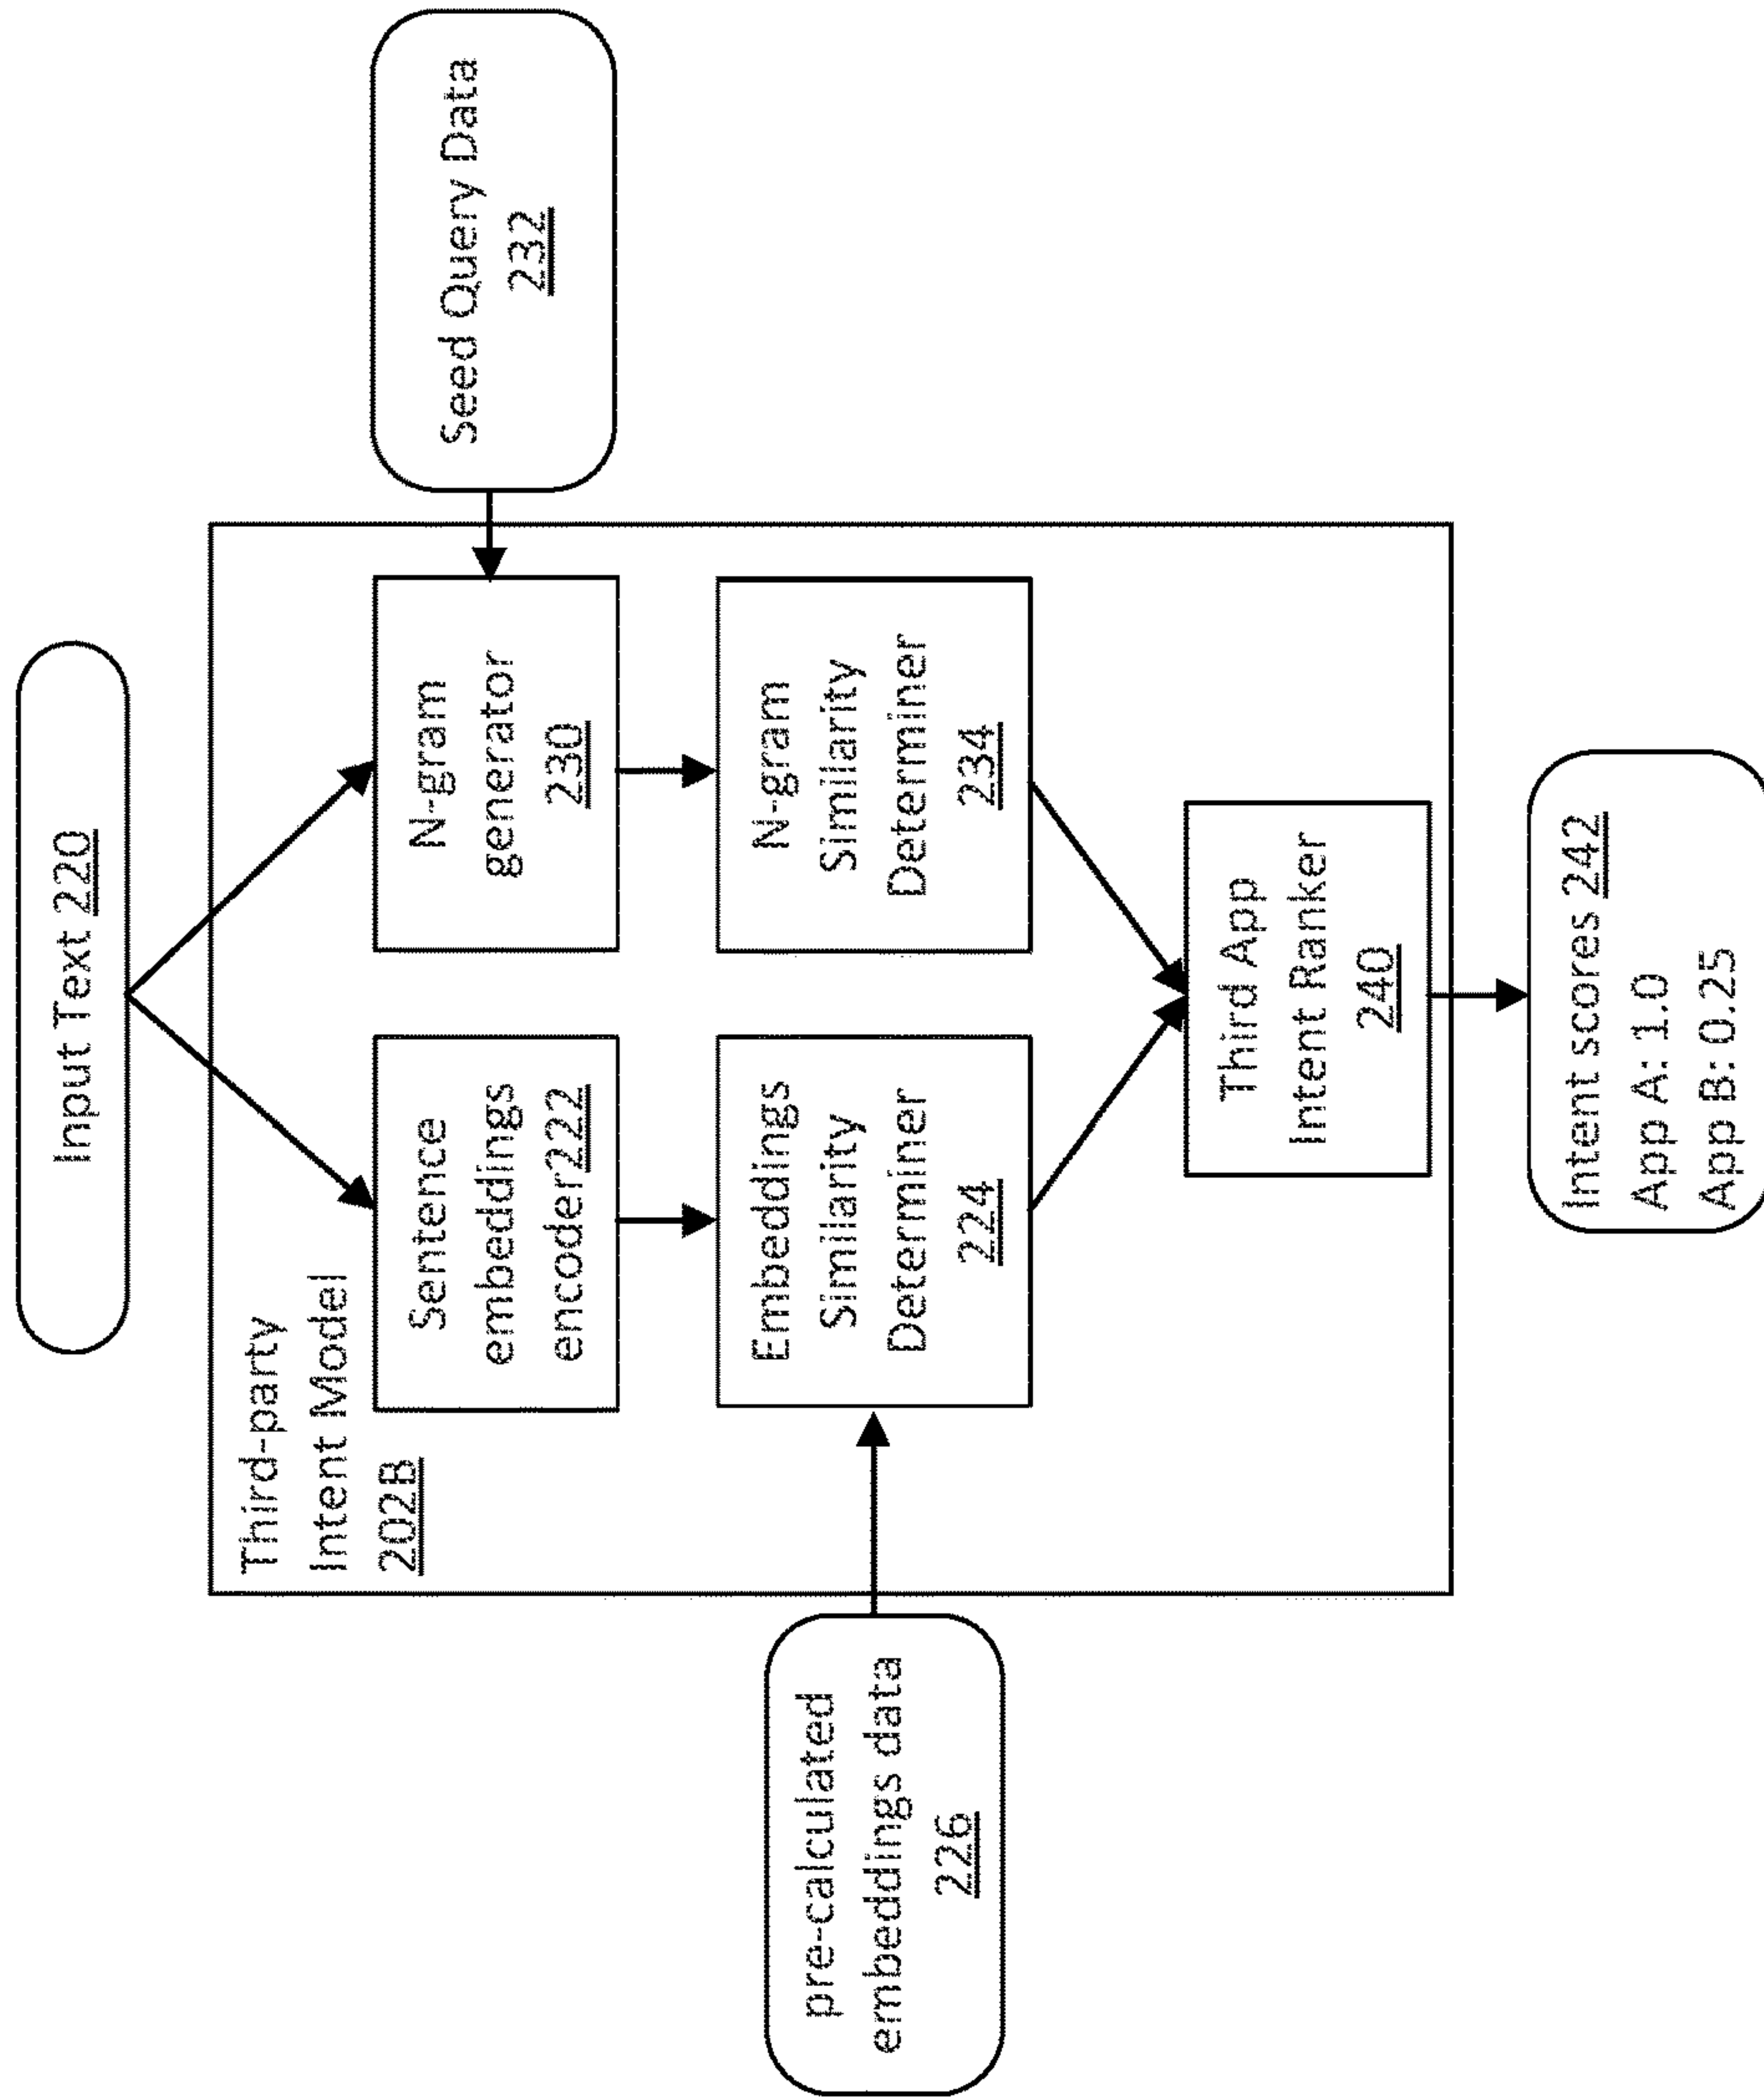 Input Text 220
Third-party
Intent Model
202B
Sentence
embeddings
encoder222
N-gram
generator
230
Seed Query Data
232
pre-calculated
embeddings data
226
Embeddings
Similarity
Determiner
224
N-gram
Similarity
Determiner
234
Third App
Intent Ranker
240
Intent scores 242
App A: 1.0
App B: 0.25